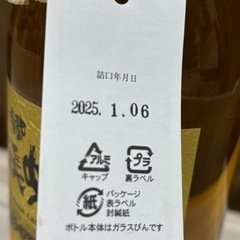 詰口年月日
2025.1.06
アルミ プラ
キャップ 裏ラベル
紙 パッケージ
表ラベル
封緘紙
ボトル本体はガラスびんです